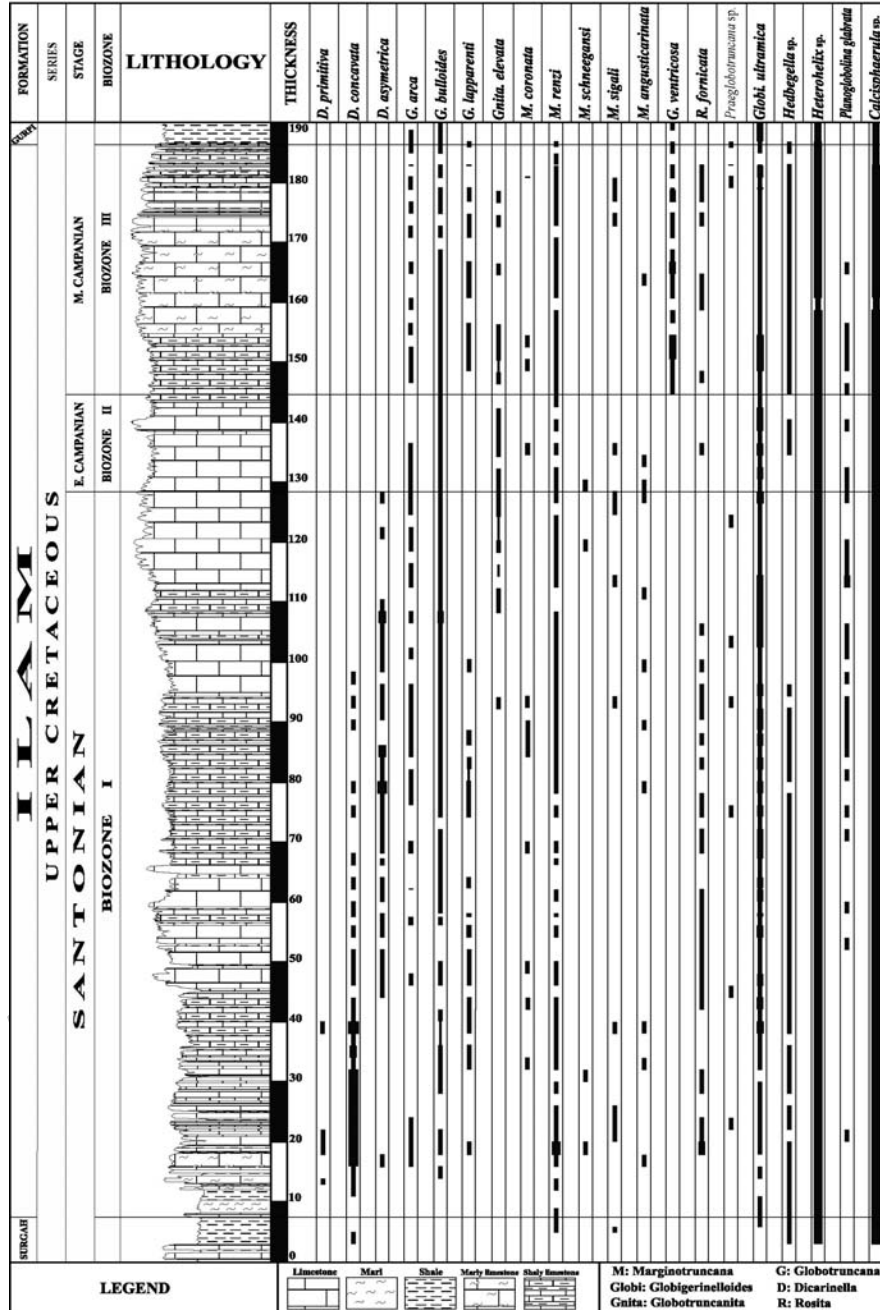 FORMATION
SERIES
STAGE
BIOZONE
LITHOLOGY
THICKNESS
D. primitiva
D. concavata
D. asymetrica
G. arca
G. bulloides
G. lapparenti
Gnita. elevata
M. coronata
M. renzi
M. schneegansi
M. sigali
M. angusticarinata
G. ventricosa
R. fornicata
Praeglobotruncana sp.
Globi. ultramica
Hedbegella sp.
Heterohelix sp.
Planoglobolina glabrata
Calcisphaerula sp.
GURPI
ILAM
SURGAH
UPPER CRETACEOUS
M. CAMPANIAN
E. CAMPANIAN
SANTONIAN
BIOZONE III
BIOZONE II
BIOZONE I
190
180
170
160
150
140
130
120
110
100
90
80
70
60
50
40
30
20
10
0
LEGEND
Limestone
Marl
Shale
Marly limestone
Shaly limestone
M: Marginotruncana G: Globotruncana
Globi: Globigerinelloides D: Dicarinella
Gnita: Globotruncanita R: Rosita